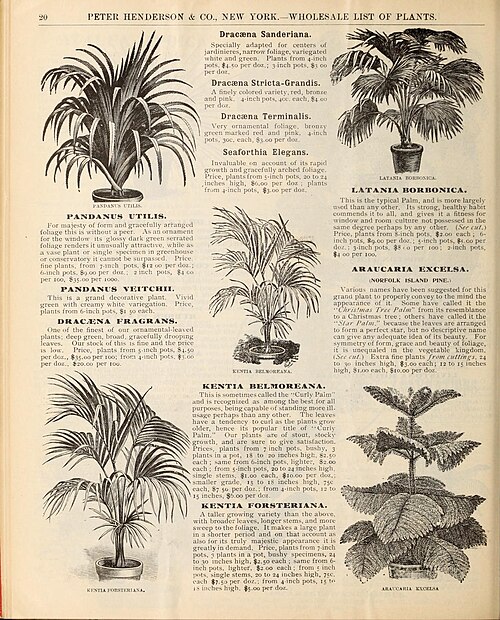 20 PETER HENDERSON & CO., NEW YORK.—WHOLESALE LIST OF PLANTS.
PANDANUS UTILIS.
PANDANUS UTILIS.
For majesty of form and gracefully arranged
foliage this is without a peer. As an ornament
for the window its glossy dark green serrated
foliage renders it unusually attractive, while as
a vase plant or single specimen in greenhouse
or conservatory it cannot be surpassed. Price,
fine plants, from 7-inch pots, $12.00 per doz.;
6-inch pots, $9.00 per doz.; 2 inch pots, $4.00
per 100, $35.00 per 1000.
PANDANUS VEITCHII.
This is a grand decorative plant. Vivid
green with creamy white variegation. Price,
plants from 6-inch pots, $1.50 each.
DRACÆNA FRAGRANS.
One of the finest of our ornamental-leaved
plants; deep green, broad, gracefully drooping
leaves. Our stock of this is fine and the price
is low. Price, plants from 5-inch pots, $4.50
per doz., $35.00 per 100; from 4-inch pots, $3.00
per doz., $20.00 per 100.
KENTIA FORSTERIANA.
Dracæna Sanderiana.
Specially adapted for centers of
jardinieres, narrow foliage, variegated
white and green. Plants from 4-inch
pots, $4.50 per doz.; 3-inch pots, $3.00
per doz.
Dracæna Stricta-Grandis.
A finely colored variety, red, bronze
and pink. 4-inch pots, 40c. each, $4.00
per doz.
Dracæna Terminalis.
Very ornamental foliage, bronzy
green marked red and pink. 4-inch
pots, 30c. each, $3.00 per doz.
Seaforthia Elegans.
Invaluable on account of its rapid
growth and gracefully arched foliage.
Price, plants from 5-inch pots, 20 to 24
inches high, $6.00 per doz.; plants
from 4-inch pots, $3.00 per doz.
KENTIA BELMOREANA.
KENTIA BELMOREANA.
This is sometimes called the "Curly Palm"
and is recognized as among the best for all
purposes, being capable of standing more ill-
usage perhaps than any other. The leaves
have a tendency to curl as the plants grow
older, hence its popular title of "Curly
Palm." Our plants are of stout, stocky
growth, and are sure to give satisfaction.
Prices, plants from 7 inch pots, bushy, 3
plants in a pot, 18 to 20 inches high, $2.50
each; same from 6-inch pots, lighter, $2.00
each; from 5-inch pots, 20 to 24 inches high,
single stems, $1.00 each, $10.00 per doz.,
smaller grade, 15 to 18 inches high, 75c
each, $7.50 per doz.; from 4-inch pots, 12 to
15 inches, $6.00 per doz.
KENTIA FORSTERIANA.
A taller growing variety than the above,
with broader leaves, longer stems, and more
sweep to the foliage. It makes a large plant
in a shorter period and on that account as
also for its truly majestic appearance it is
greatly in demand. Price, plants from 7-inch
pots, 3 plants in a pot, bushy specimens, 24
to 30 inches high, $2.50 each; same from 6-
inch pots, lighter, $2.00 each; from 5 inch
pots, single stems, 20 to 24 inches high, 75c.
each, $7.50 per doz.; from 4-inch pots, 15 to
18 inches high, $5.00 per doz.
LATANIA BORBONICA.
LATANIA BORBONICA.
This is the typical Palm, and is more largely
used than any other. Its strong, healthy habit
commends it to all, and gives it a fitness for
window and room culture not possessed in the
same degree perhaps by any other. (See cut.)
Price, plants from 8-inch pots, $2.00 each; 6-
inch pots, $9.00 per doz.; 5-inch pots, $6.00 per
doz.; 3 inch pots, $8.00 per 100; 2-inch pots,
$4.00 per 100.
ARAUCARIA EXCELSA.
(NORFOLK ISLAND PINE.)
Various names have been suggested for this
grand plant to properly convey to the mind the
appearance of it. Some have called it the
"Christmas Tree Palm" from its resemblance
to a Christmas tree; others have called it the
"Star Palm," because the leaves are arranged
to form a perfect star, but no descriptive name
can give any adequate idea of its beauty. For
symmetry of form, grace and beauty of foliage,
it is unequaled in the vegetable kingdom.
(See cut.) Extra fine plants from cuttings, 24
to 30 inches high, $3.00 each; 12 to 15 inches
high, $1.00 each, $10.00 per doz.
ARAUCARIA EXCELSA